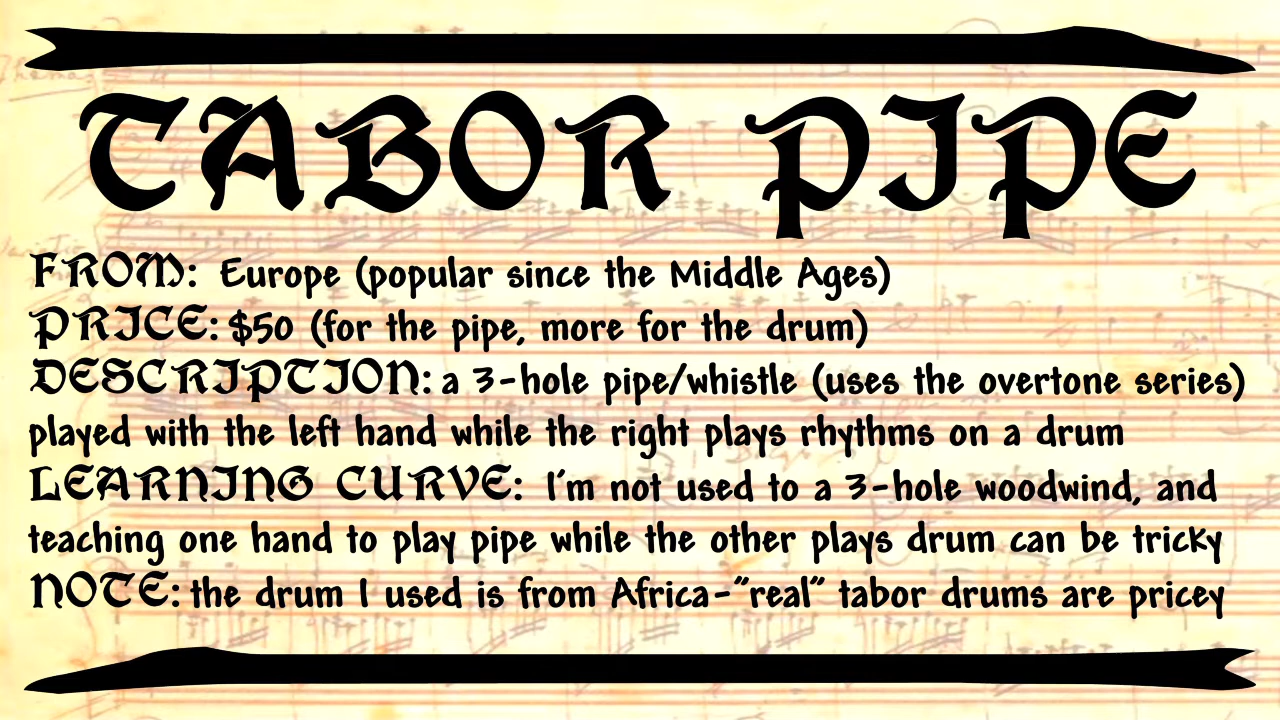 TABOR PIPE
FROM: Europe (popular since the Middle Ages)
PRICE: $50 (for the pipe, more for the drum)
DESCRIPTION: a 3-hole pipe/whistle (uses the overtone series)
played with the left hand while the right plays rhythms on a drum
LEARNING CURVE: I'm not used to a 3-hole woodwind, and
teaching one hand to play pipe while the other plays drum can be tricky
NOTE: the drum I used is from Africa-"real" tabor drums are pricey